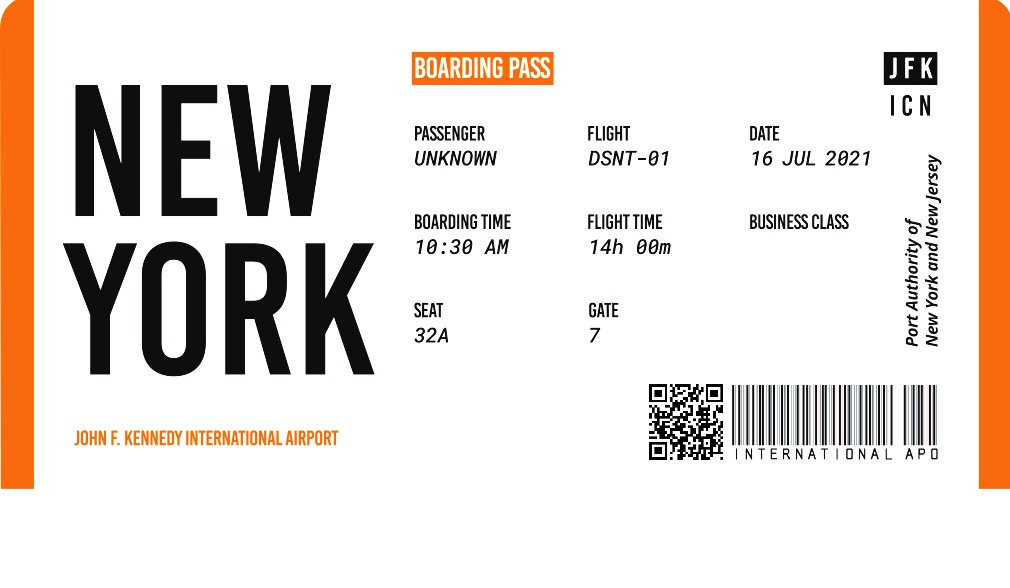 NEW
YORK
JOHN F. KENNEDY INTERNATIONAL AIRPORT
BOARDING PASS
PASSENGER
UNKNOWN
FLIGHT
DSNT-01
DATE
16 JUL 2021
BOARDING TIME
10:30 AM
FLIGHT TIME
14h 00m
BUSINESS CLASS
SEAT
32A
GATE
7
JFK
ICN
Port Authority of
New York and New Jersey
INTERNATIONAL APO